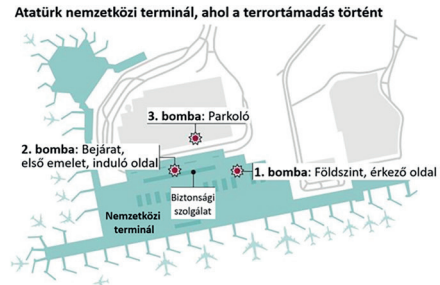 Atatürk nemzetközi terminál, ahol a terrortámadás történt
3. bomba: Parkoló
2. bomba: Bejárat,
első emelet, induló oldal
1. bomba: Földszint, érkező oldal
Biztonsági
szolgálat
Nemzetközi
terminál